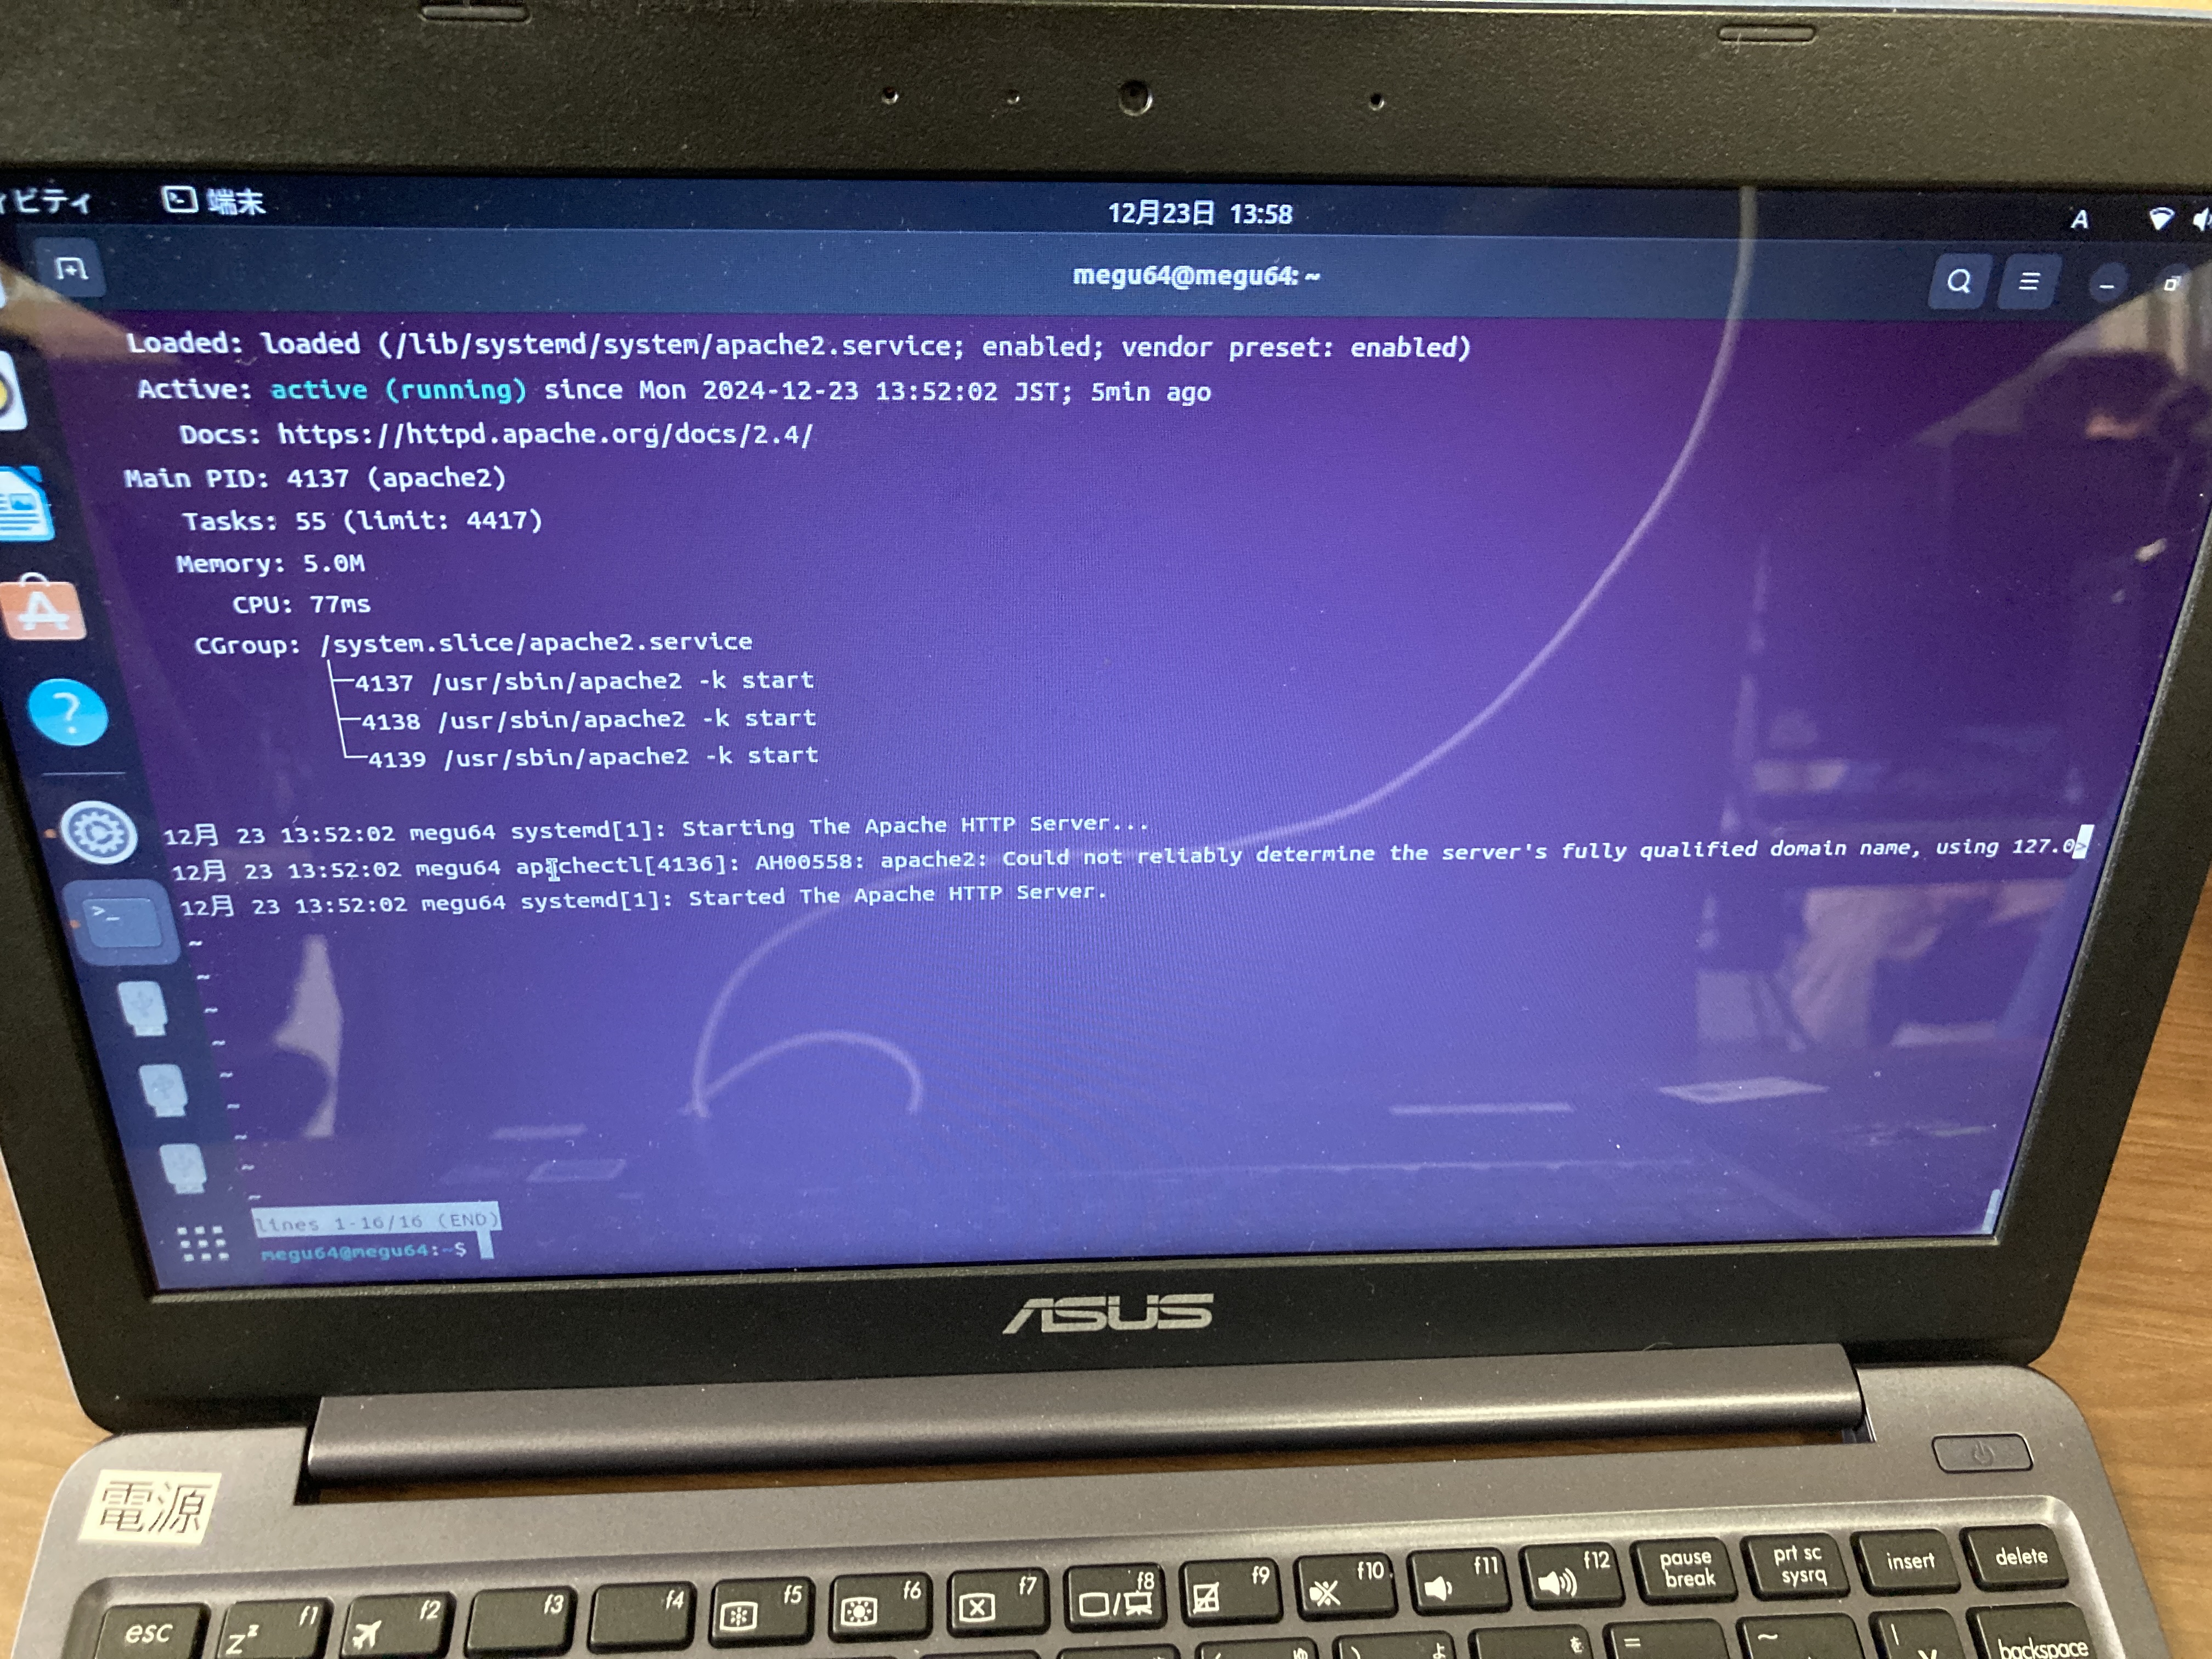 ィビティ 端末 12月23日 13:58 A
megu64@megu64: ~
Loaded: loaded (/lib/systemd/system/apache2.service; enabled; vendor preset: enabled)
Active: active (running) since Mon 2024-12-23 13:52:02 JST; 5min ago
Docs: https://httpd.apache.org/docs/2.4/
Main PID: 4137 (apache2)
Tasks: 55 (limit: 4417)
Memory: 5.0M
CPU: 77ms
CGroup: /system.slice/apache2.service
├─4137 /usr/sbin/apache2 -k start
├─4138 /usr/sbin/apache2 -k start
└─4139 /usr/sbin/apache2 -k start
12月 23 13:52:02 megu64 systemd[1]: Starting The Apache HTTP Server...
12月 23 13:52:02 megu64 apachectl[4136]: AH00558: apache2: Could not reliably determine the server's fully qualified domain name, using 127.0>
12月 23 13:52:02 megu64 systemd[1]: Started The Apache HTTP Server.
~
~
~
~
~
~
~
~
~
lines 1-16/16 (END)
megu64@megu64:~$
ASUS
電源
esc f1 f2 f3 f4 f5 f6 f7 f8 f9 f10 f11 f12 pause break prt sc sysrq insert delete
を = ~ | backspace